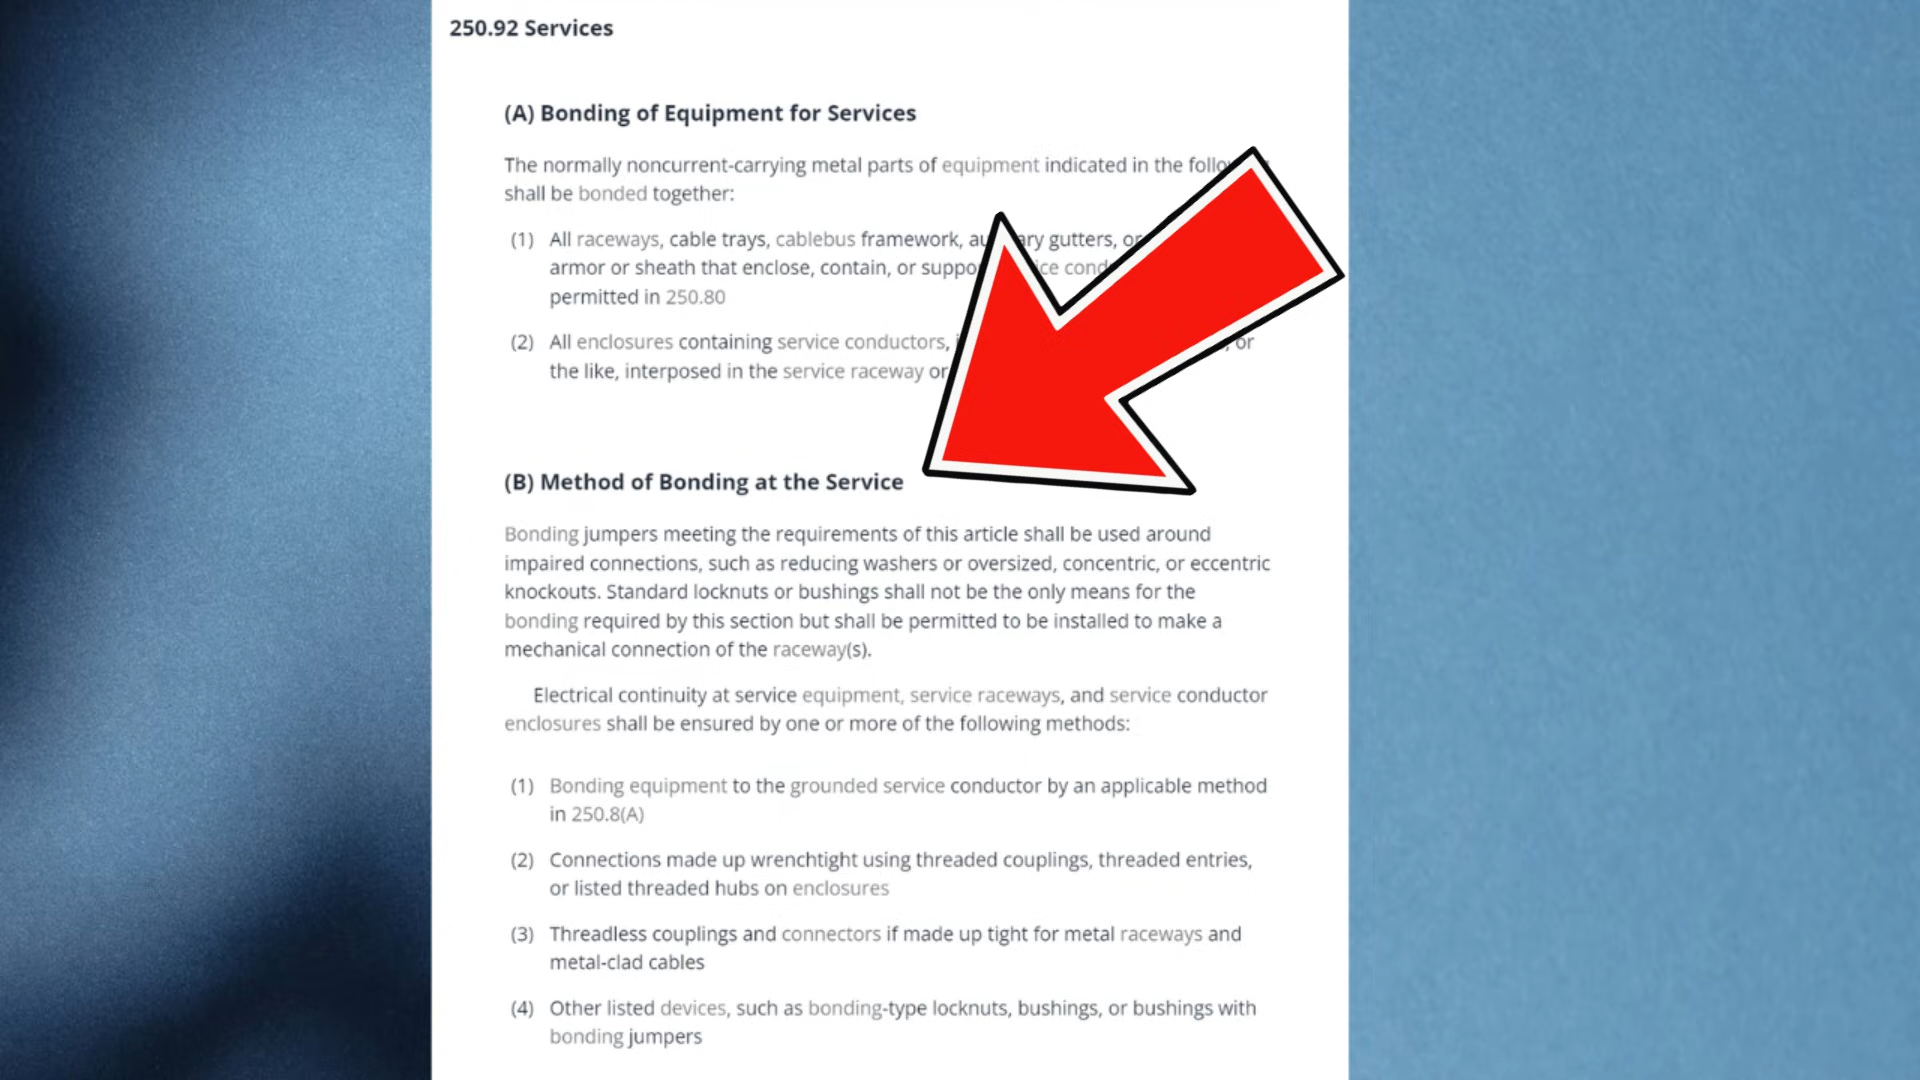 250.92 Services
(A) Bonding of Equipment for Services
The normally noncurrent-carrying metal parts of equipment indicated in the
shall be bonded together:
(1) All raceways, cable trays, cablebus framework, gutters, or
armor or sheath that enclose, contain, or
permitted in 250.80
(2) All enclosures containing service conductors, or
the like, interposed in the service raceway or
(B) Method of Bonding at the Service
Bonding jumpers meeting the requirements of this article shall be used around
impaired connections, such as reducing washers or oversized, concentric, or eccentric
knockouts. Standard locknuts or bushings shall not be the only means for the
bonding required by this section but shall be permitted to be installed to make a
mechanical connection of the raceway(s).
Electrical continuity at service equipment, service raceways, and service conductor
enclosures shall be ensured by one or more of the following methods:
(1) Bonding equipment to the grounded service conductor by an applicable method
in 250.8(A)
(2) Connections made up wrenchtight using threaded couplings, threaded entries,
or listed threaded hubs on enclosures
(3) Threadless couplings and connectors if made up tight for metal raceways and
metal-clad cables
(4) Other listed devices, such as bonding-type locknuts, bushings, or bushings with
bonding jumpers